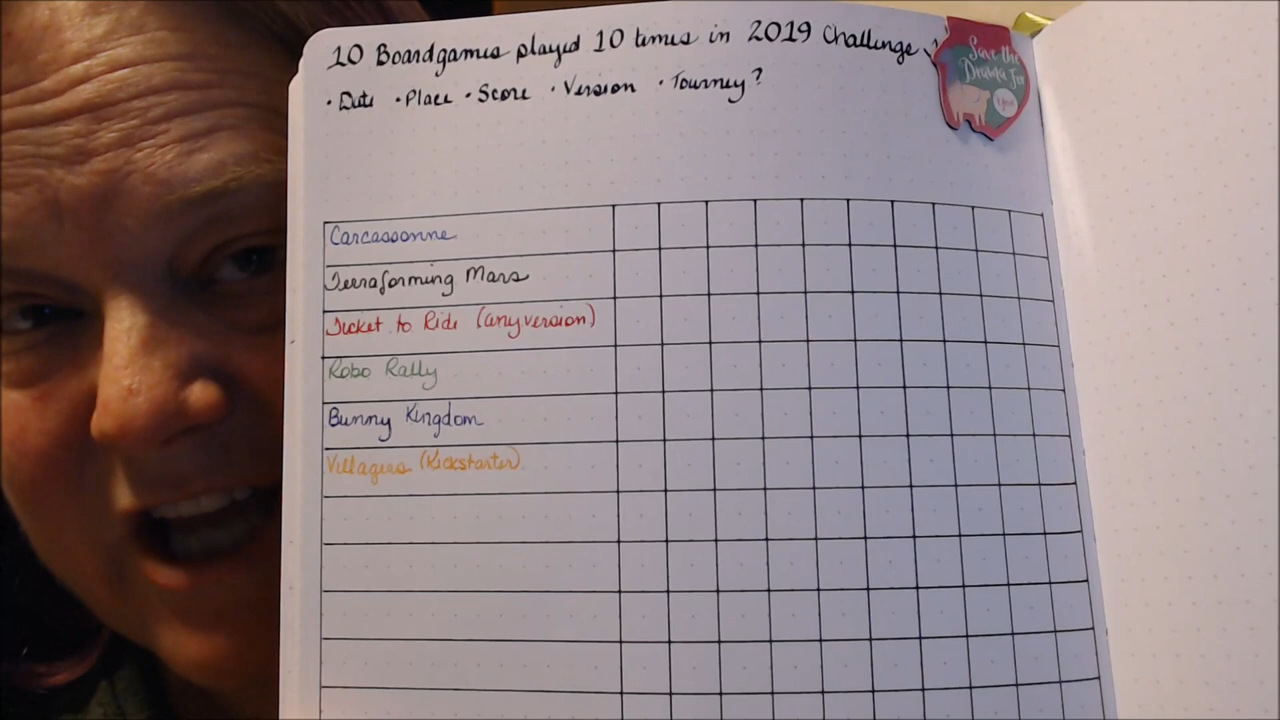 10 Boardgames played 10 times in 2019 Challenge
• Date • Place • Score • Version • Tourney?
Save the
Drama For
Carcassonne
Terraforming Mars
Ticket to Ride (any version)
Robo Rally
Bunny Kingdom
Villagers (Kickstarter)